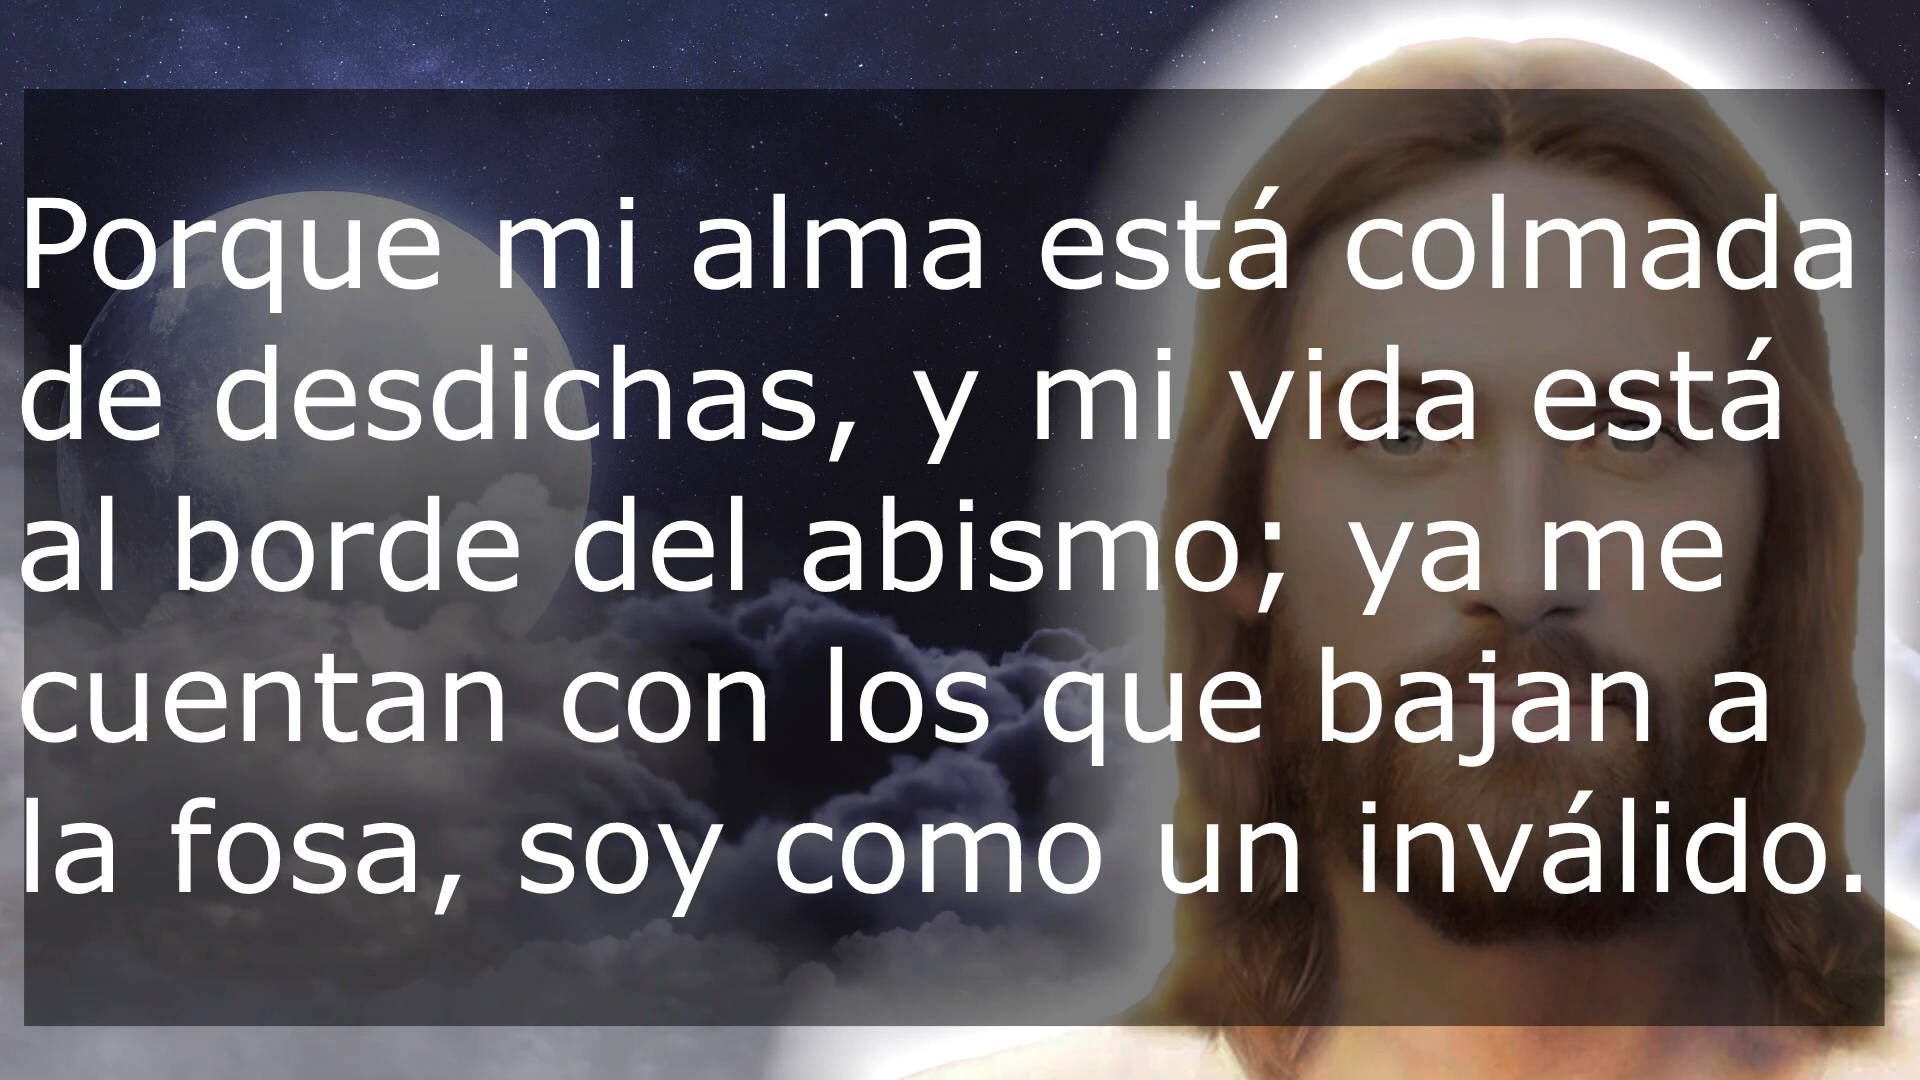 Porque mi alma está colmada
de desdichas, y mi vida está
al borde del abismo; ya me
cuentan con los que bajan a
la fosa, soy como un inválido.